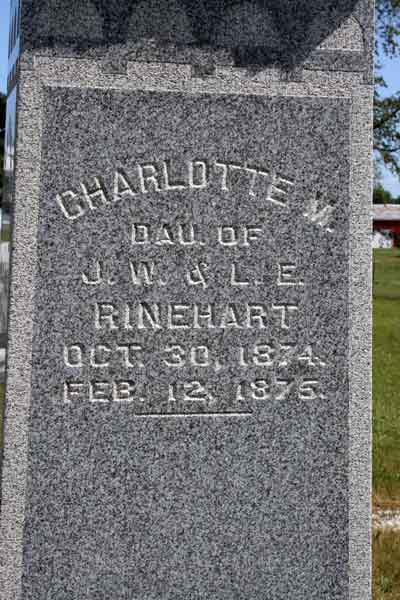 CHARLOTTE M.
DAU. OF
J. W. & L. E.
RINEHART
OCT. 30, 1874.
FEB. 12, 1875.